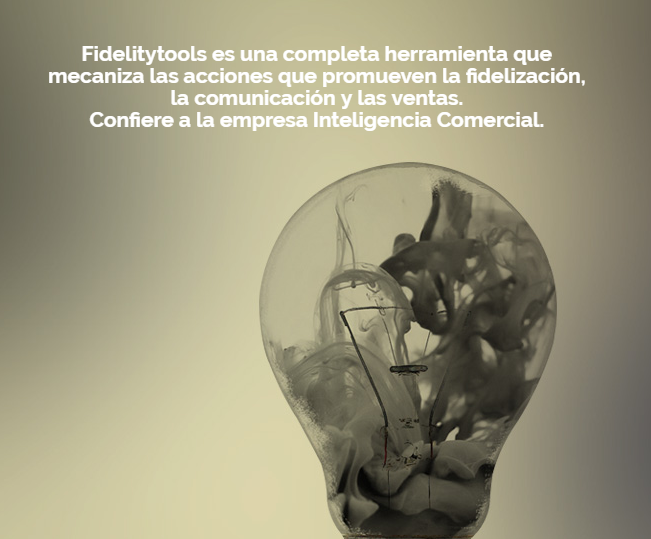 Fidelitytools es una completa herramienta que
mecaniza las acciones que promueven la fidelización,
la comunicación y las ventas.
Confiere a la empresa Inteligencia Comercial.